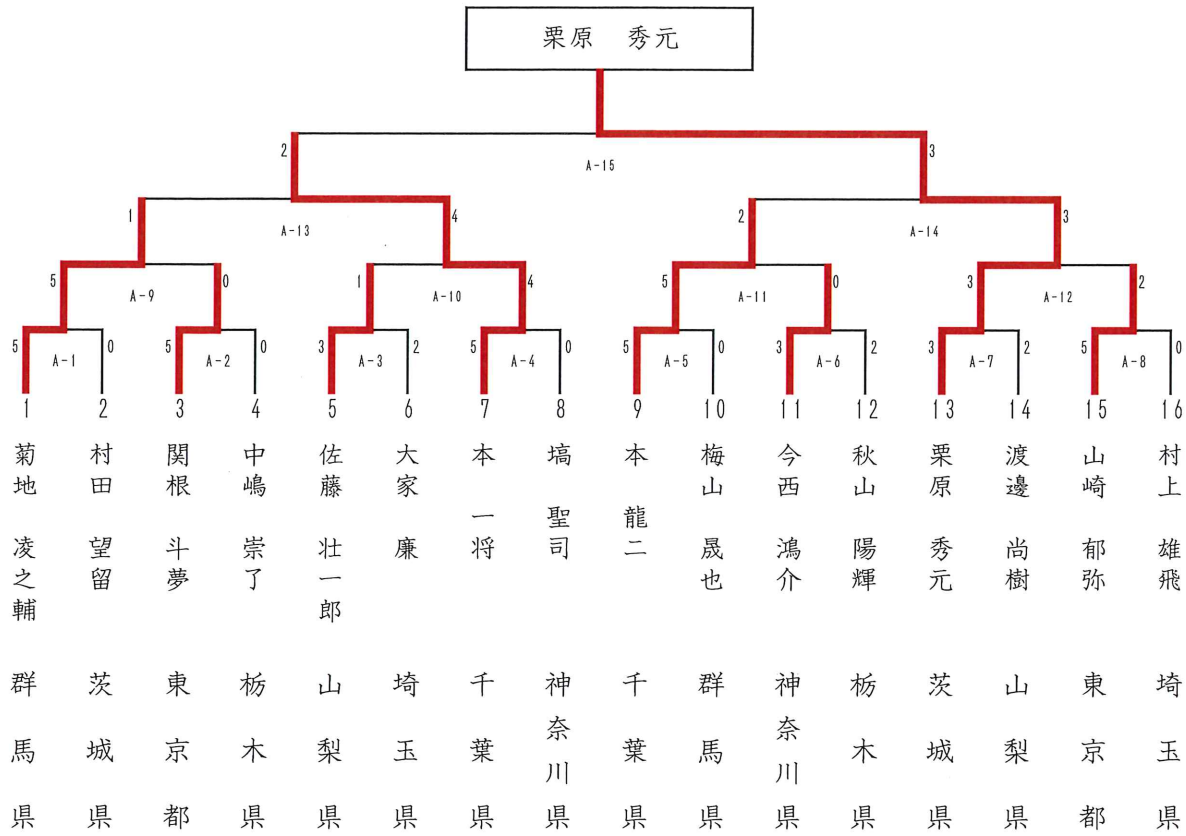 栗原　秀元
2 3
A-15
1 4 2 3
A-13 A-14
5 0 1 4 5 0 3 2
A-9 A-10 A-11 A-12
5 0 5 0 3 2 5 0 5 0 3 2 3 2 5 0
A-1 A-2 A-3 A-4 A-5 A-6 A-7 A-8
1 2 3 4 5 6 7 8 9 10 11 12 13 14 15 16
菊地　凌之輔
村田　望留
関根　斗夢
中嶋　崇了
佐藤　壮一郎
大家　廉
本　一将
塙　聖司
本　龍二
梅山　晟也
今西　鴻介
秋山　陽輝
栗原　秀元
渡邊　尚樹
山崎　郁弥
村上　雄飛
群馬県
茨城県
東京都
栃木県
山梨県
埼玉県
千葉県
神奈川県
千葉県
群馬県
神奈川県
栃木県
茨城県
山梨県
東京都
埼玉県